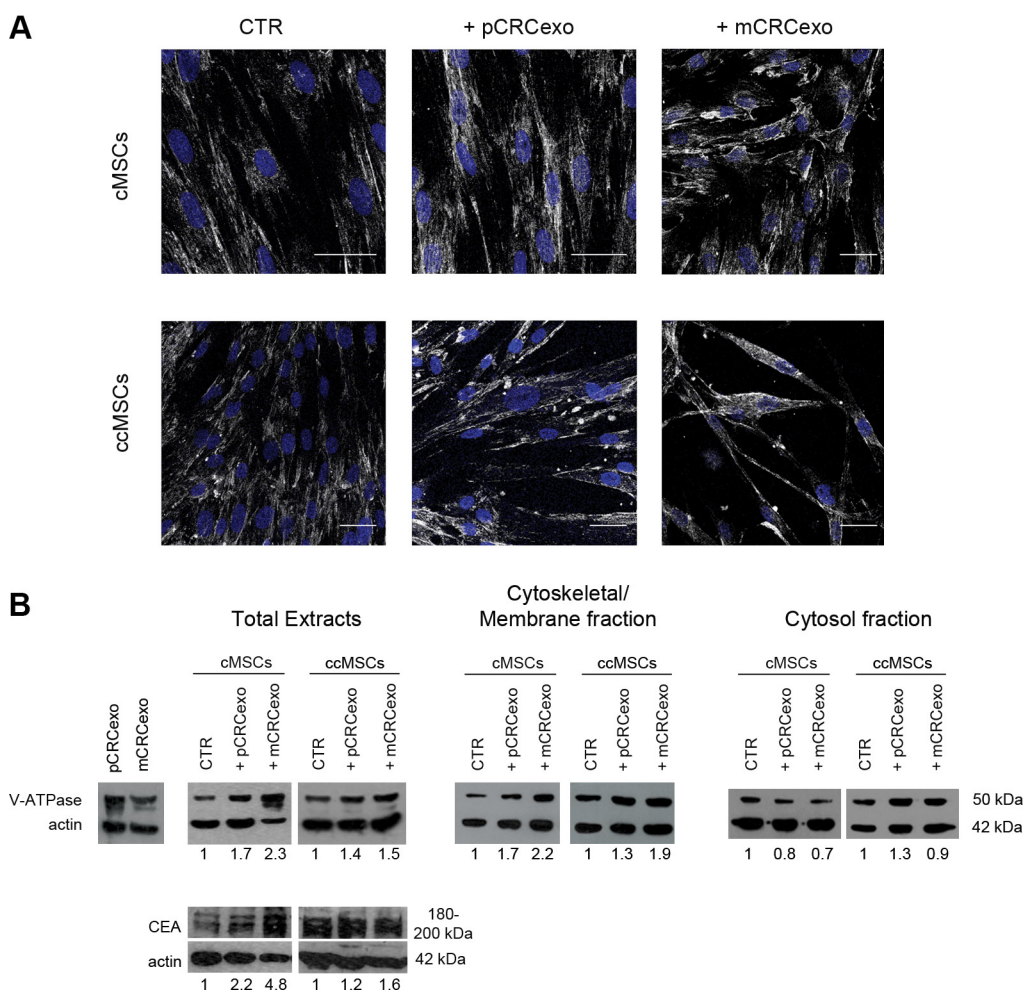 A
CTR
+ pCRCexo
+ mCRCexo
cMSCs
ccMSCs
B
Total Extracts
Cytoskeletal/
Membrane fraction
Cytosol fraction
cMSCs
ccMSCs
cMSCs
ccMSCs
cMSCs
ccMSCs
pCRCexo
mCRCexo
CTR
+ pCRCexo
+ mCRCexo
CTR
+ pCRCexo
+ mCRCexo
CTR
+ pCRCexo
+ mCRCexo
CTR
+ pCRCexo
+ mCRCexo
CTR
+ pCRCexo
+ mCRCexo
CTR
+ pCRCexo
+ mCRCexo
V-ATPase
50 kDa
actin
42 kDa
1 1.7 2.3 1 1.4 1.5 1 1.7 2.2 1 1.3 1.9 1 0.8 0.7 1 1.3 0.9
CEA
180-
200 kDa
actin
42 kDa
1 2.2 4.8 1 1.2 1.6